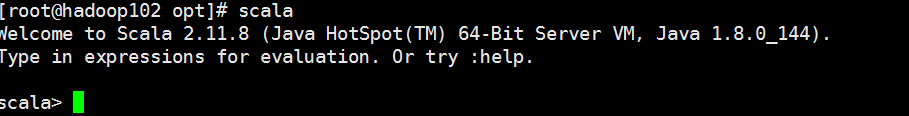 [root@hadoop102 opt]# scala
Welcome to Scala 2.11.8 (Java HotSpot(TM) 64-Bit Server VM, Java 1.8.0_144).
Type in expressions for evaluation. Or try :help.
scala>